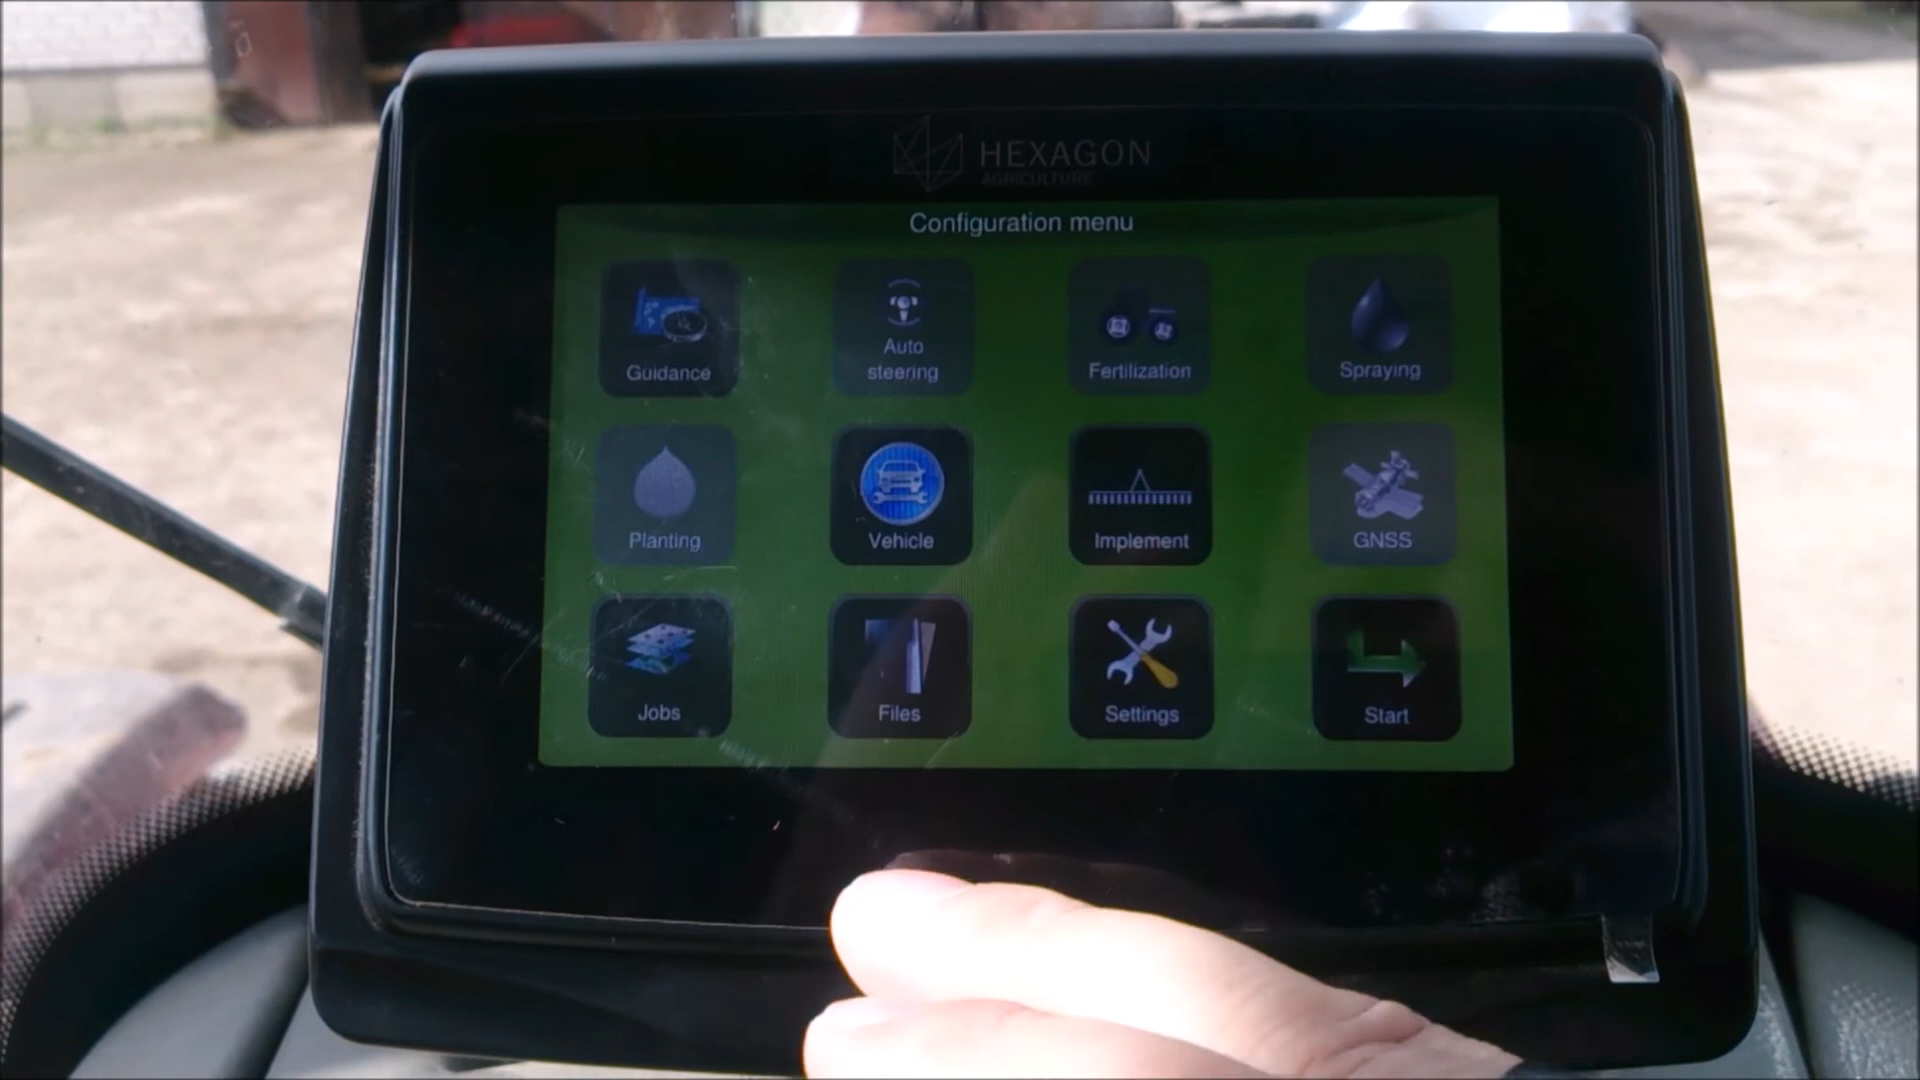 HEXAGON
AGRICULTURE
Configuration menu
Guidance
Auto
steering
Fertilization
Spraying
Planting
Vehicle
Implement
GNSS
Jobs
Files
Settings
Start